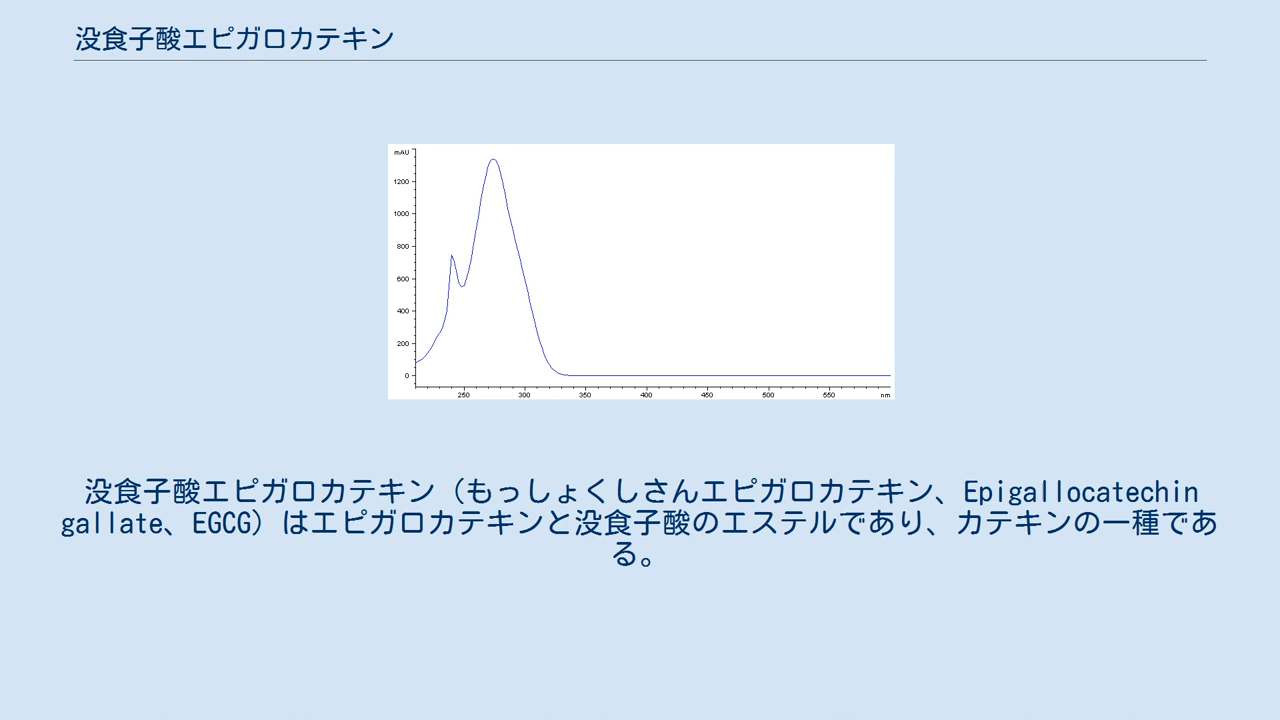 没食子酸エピガロカテキン
mAU
1200
1000
800
600
400
200
0
250 300 350 400 450 500 550 nm
没食子酸エピガロカテキン（もっしょくしさんエピガロカテキン、Epigallocatechin
gallate、EGCG）はエピガロカテキンと没食子酸のエステルであり、カテキンの一種であ
る。